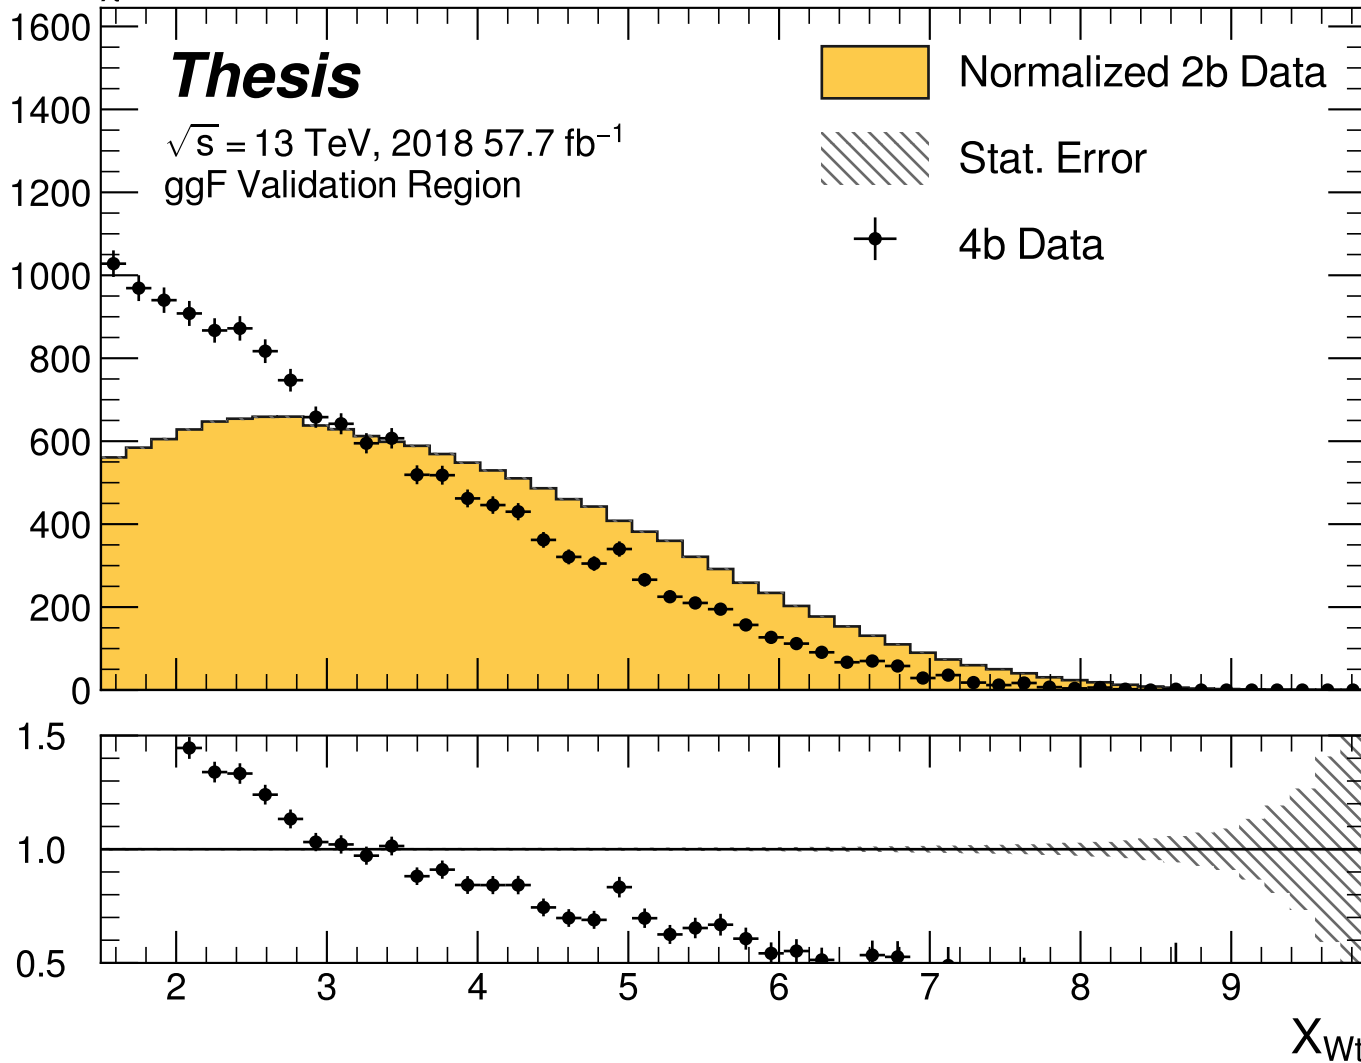 1600
1400
1200
1000
800
600
400
200
0
Thesis
√s = 13 TeV, 2018 57.7 fb⁻¹
ggF Validation Region
Normalized 2b Data
Stat. Error
4b Data
1.5
1.0
0.5
2 3 4 5 6 7 8 9
X_Wt